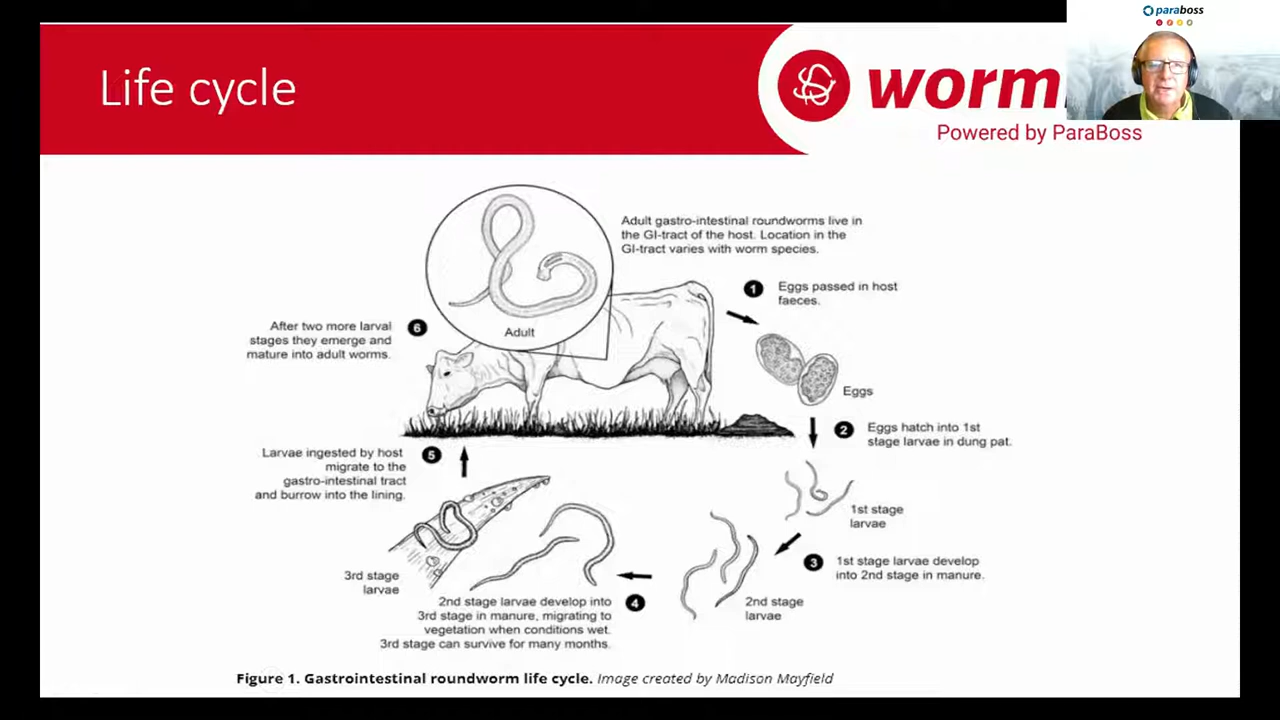 paraboss
Life cycle
worm
Powered by ParaBoss
Adult gastro-intestinal roundworms live in
the GI-tract of the host. Location in the
GI-tract varies with worm species.
1
Eggs passed in host
faeces.
Adult
6
After two more larval
stages they emerge and
mature into adult worms.
Eggs
2
Eggs hatch into 1st
stage larvae in dung pat.
5
Larvae ingested by host
migrate to the
gastro-intestinal tract
and burrow into the lining.
1st stage
larvae
3
1st stage larvae develop
into 2nd stage in manure.
3rd stage
larvae
2nd stage
larvae
4
2nd stage larvae develop into
3rd stage in manure, migrating to
vegetation when conditions wet.
3rd stage can survive for many months.
Figure 1. Gastrointestinal roundworm life cycle. Image created by Madison Mayfield